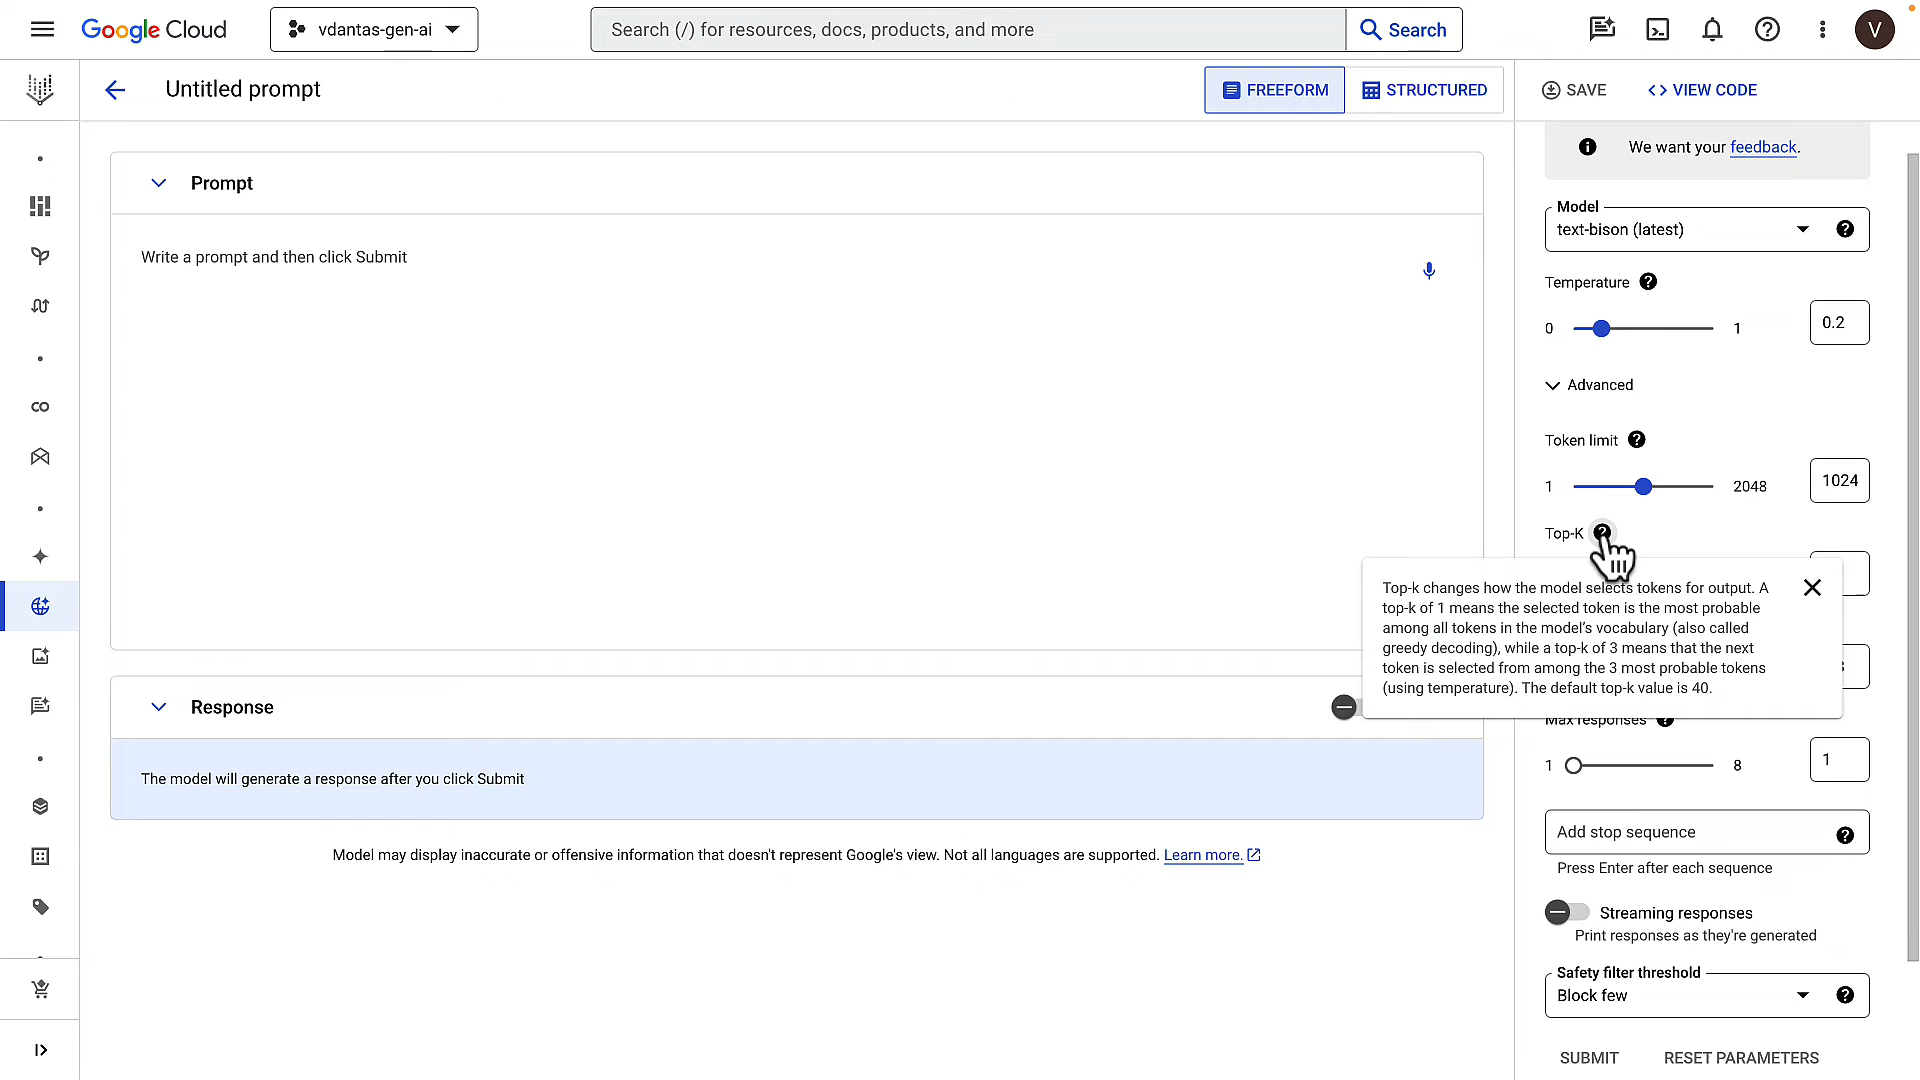 Google Cloud
vdantas-gen-ai
Search (/) for resources, docs, products, and more
Search
V
Untitled prompt
FREEFORM
STRUCTURED
SAVE
VIEW CODE
Prompt
Write a prompt and then click Submit
Response
The model will generate a response after you click Submit
Model may display inaccurate or offensive information that doesn't represent Google's view. Not all languages are supported. Learn more.
We want your feedback.
Model
text-bison (latest)
Temperature
0
1
0.2
Advanced
Token limit
1
2048
1024
Top-K
Top-k changes how the model selects tokens for output. A
top-k of 1 means the selected token is the most probable
among all tokens in the model’s vocabulary (also called
greedy decoding), while a top-k of 3 means that the next
token is selected from among the 3 most probable tokens
(using temperature). The default top-k value is 40.
Max responses
1
8
1
Add stop sequence
Press Enter after each sequence
Streaming responses
Print responses as they're generated
Safety filter threshold
Block few
SUBMIT
RESET PARAMETERS